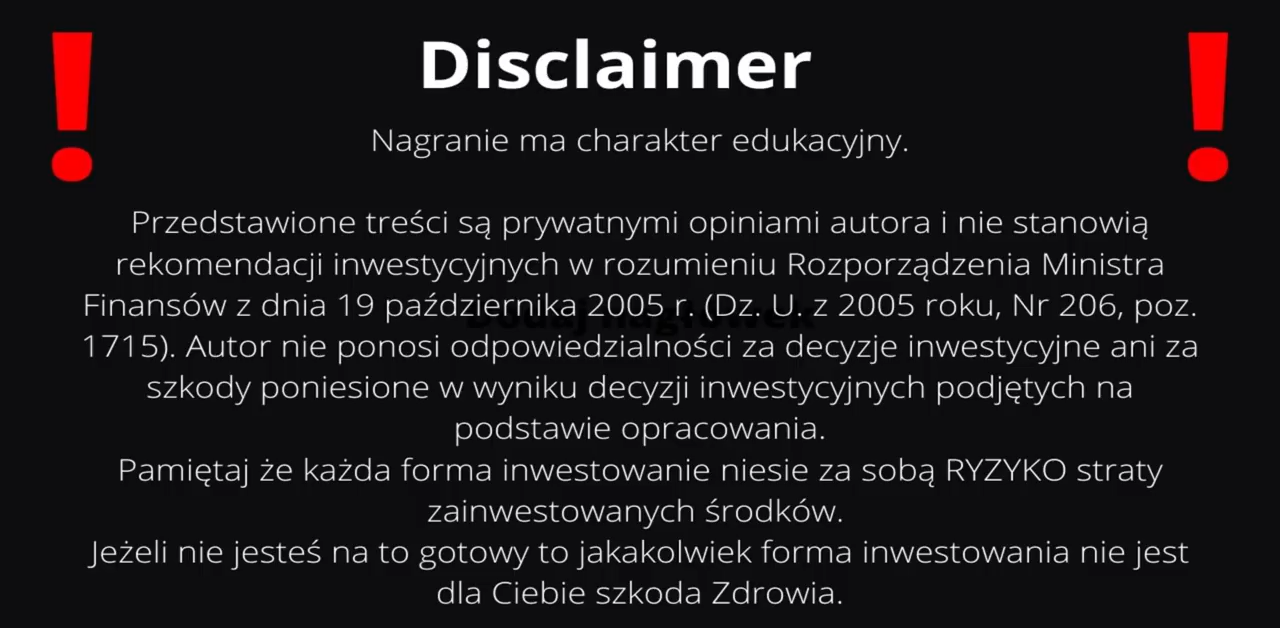 Disclaimer
Nagranie ma charakter edukacyjny.
Przedstawione treści są prywatnymi opiniami autora i nie stanowią
rekomendacji inwestycyjnych w rozumieniu Rozporządzenia Ministra
Finansów z dnia 19 października 2005 r. (Dz. U. z 2005 roku, Nr 206, poz.
Dodaj nagłówek
1715). Autor nie ponosi odpowiedzialności za decyzje inwestycyjne ani za
szkody poniesione w wyniku decyzji inwestycyjnych podjętych na
podstawie opracowania.
Pamiętaj że każda forma inwestowanie niesie za sobą RYZYKO straty
zainwestowanych środków.
Jeżeli nie jesteś na to gotowy to jakakolwiek forma inwestowania nie jest
dla Ciebie szkoda Zdrowia.